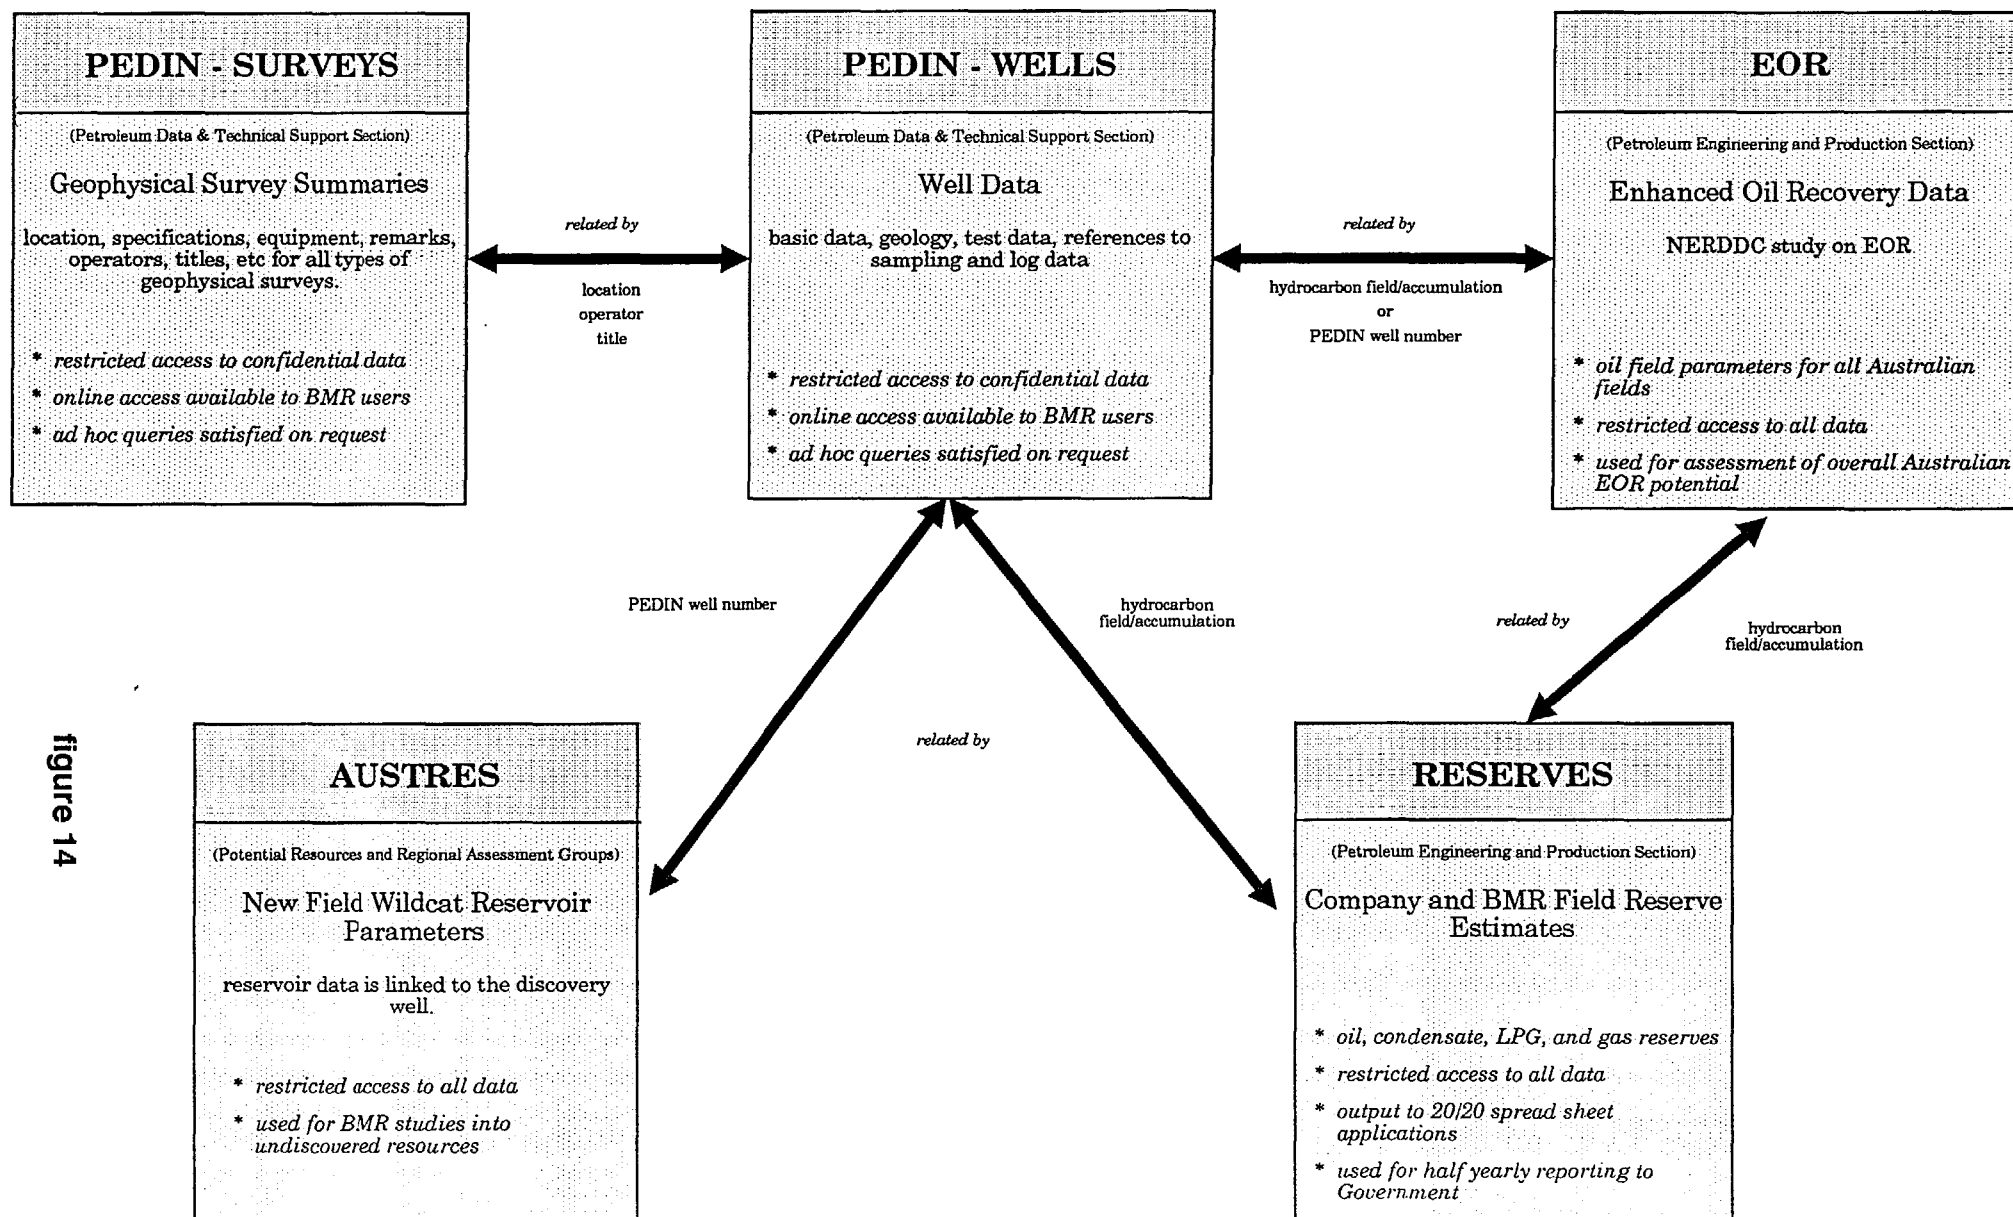 PEDIN - SURVEYS
(Petroleum Data & Technical Support Section)
Geophysical Survey Summaries
location, specifications, equipment, remarks,
operators, titles, etc for all types of
geophysical surveys.
* restricted access to confidential data
* online access available to BMR users
* ad hoc queries satisfied on request
related by
location
operator
title
PEDIN - WELLS
(Petroleum Data & Technical Support Section)
Well Data
basic data, geology, test data, references to
sampling and log data
* restricted access to confidential data
* online access available to BMR users
* ad hoc queries satisfied on request
related by
hydrocarbon field/accumulation
or
PEDIN well number
EOR
(Petroleum Engineering and Production Section)
Enhanced Oil Recovery Data
NERDDC study on EOR
* oil field parameters for all Australian
fields
* restricted access to all data
* used for assessment of overall Australian
EOR potential
PEDIN well number
hydrocarbon
field/accumulation
related by
related by
hydrocarbon
field/accumulation
figure 14
AUSTRES
(Potential Resources and Regional Assessment Groups)
New Field Wildcat Reservoir
Parameters
reservoir data is linked to the discovery
well.
* restricted access to all data
* used for BMR studies into
undiscovered resources
RESERVES
(Petroleum Engineering and Production Section)
Company and BMR Field Reserve
Estimates
* oil, condensate, LPG, and gas reserves
* restricted access to all data
* output to 20/20 spread sheet
applications
* used for half yearly reporting to
Government